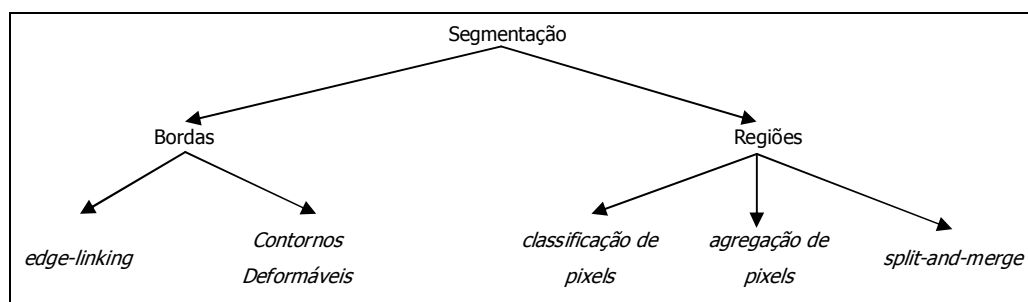 Segmentação
Bordas
Regiões
edge-linking
Contornos
Deformáveis
classificação de
pixels
agregação de
pixels
split-and-merge